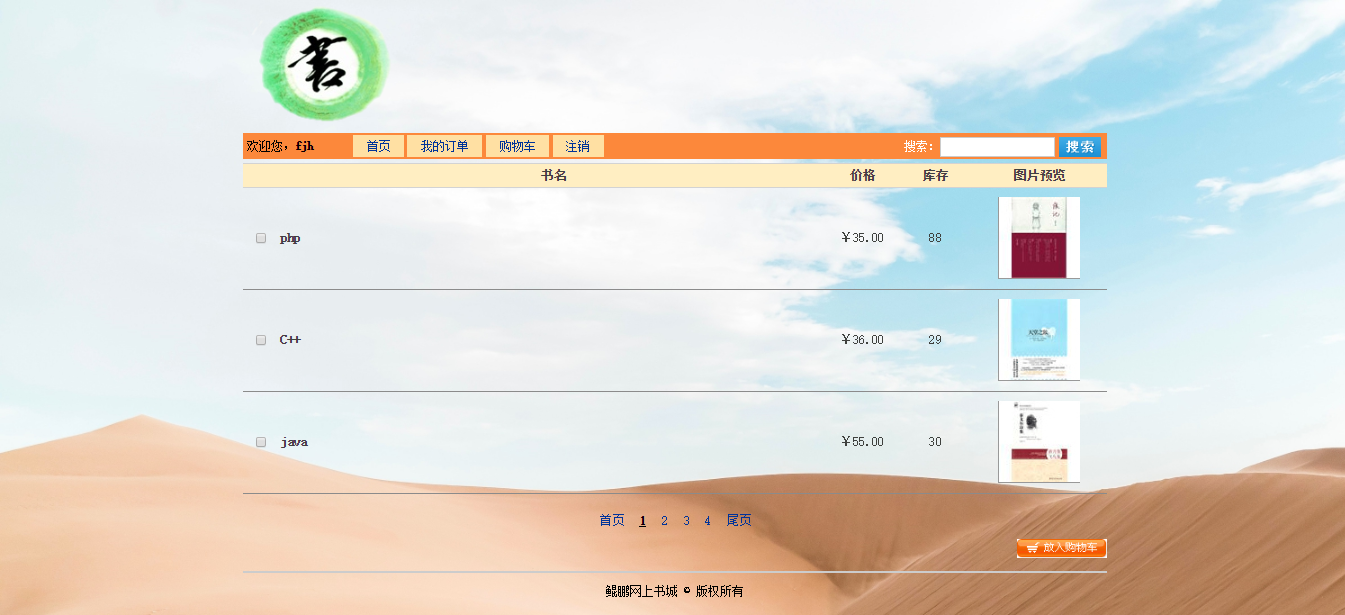 書
欢迎您，fjh 首页 我的订单 购物车 注销 搜索： 搜 索
书名 价格 库存 图片预览
php ￥35.00 88
C++ ￥36.00 29
java ￥55.00 30
首页 1 2 3 4 尾页
放入购物车
鲲鹏网上书城 © 版权所有